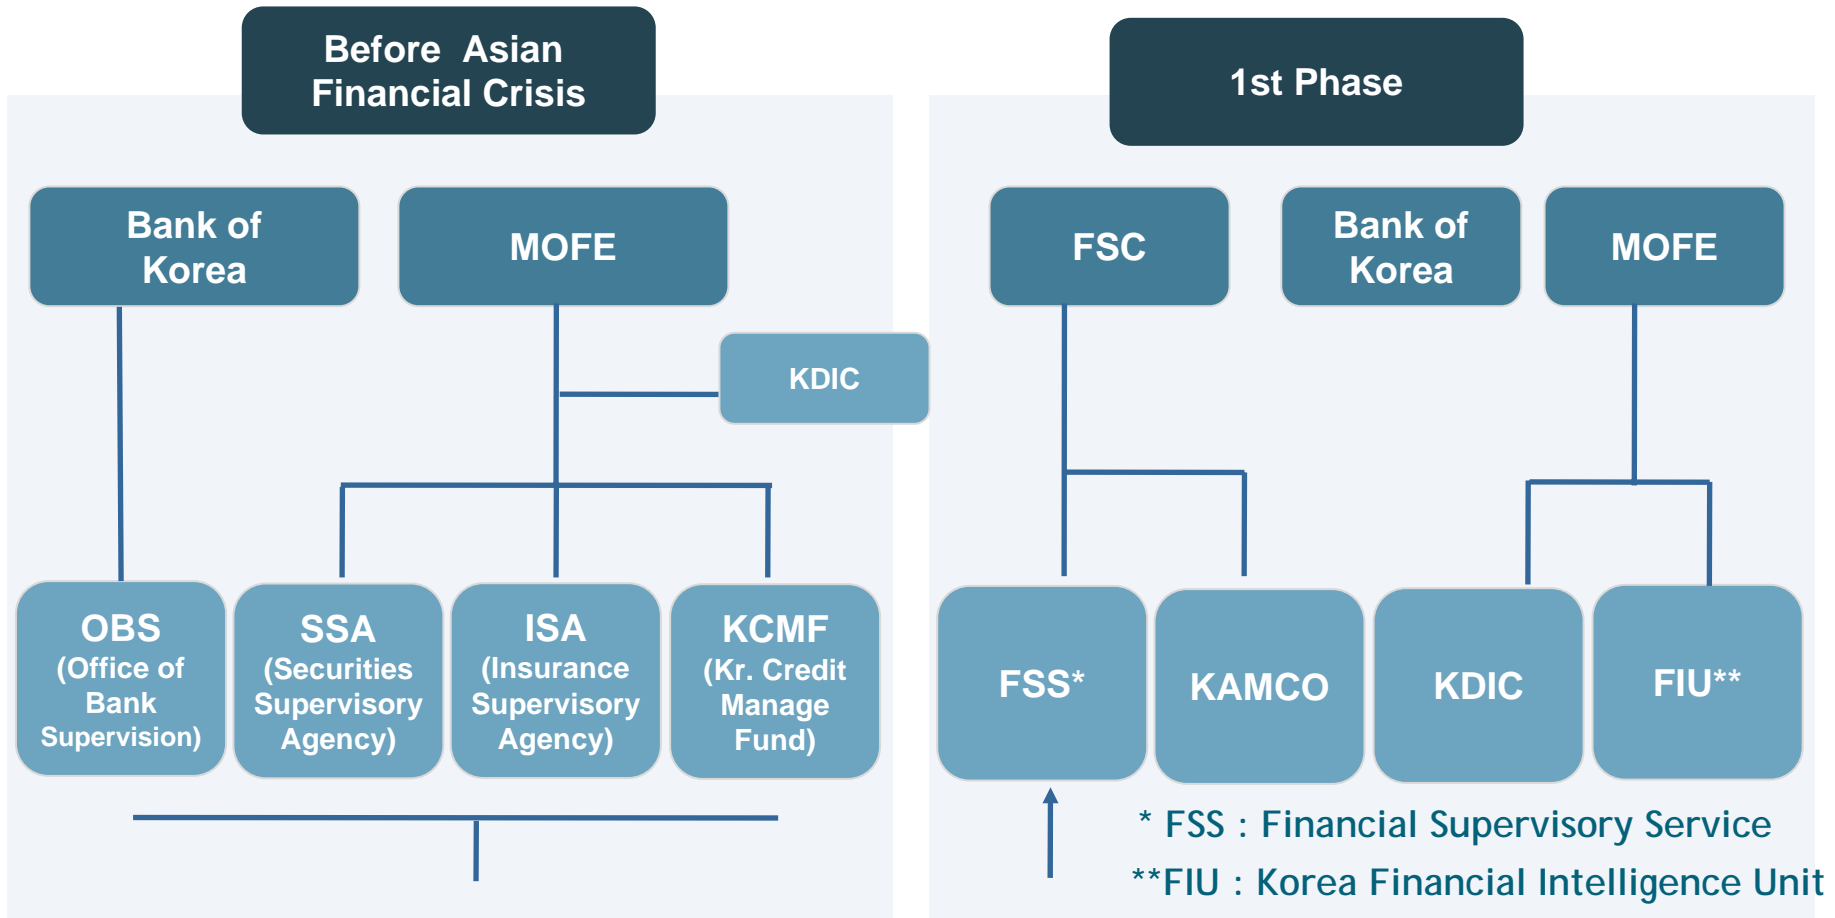 Before Asian
Financial Crisis
1st Phase
Bank of
Korea
MOFE
KDIC
OBS
(Office of
Bank
Supervision)
SSA
(Securities
Supervisory
Agency)
ISA
(Insurance
Supervisory
Agency)
KCMF
(Kr. Credit
Manage
Fund)
FSC
Bank of
Korea
MOFE
FSS*
KAMCO
KDIC
FIU**
* FSS : Financial Supervisory Service
**FIU : Korea Financial Intelligence Unit